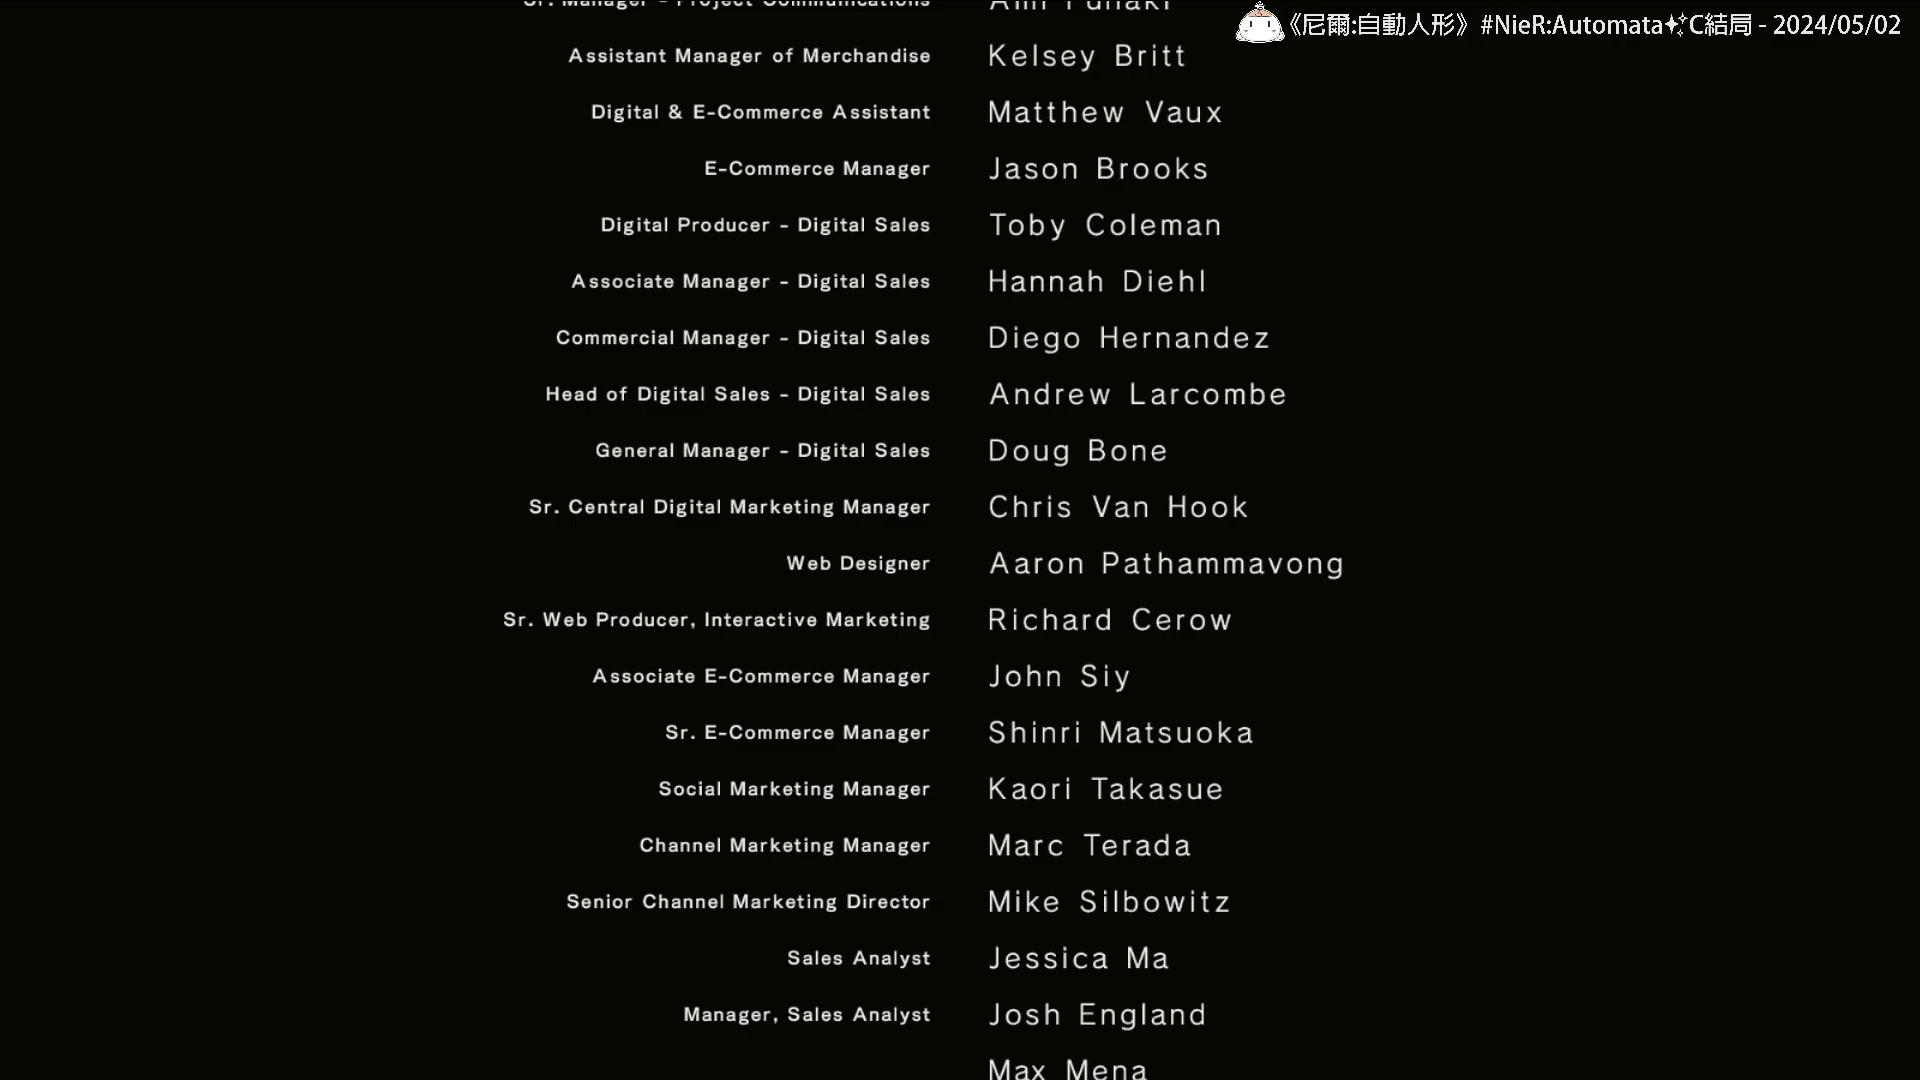 《尼爾:自動人形》#NieR:Automata✨C結局 - 2024/05/02
Sr. Manager - Project Communications
Assistant Manager of Merchandise Kelsey Britt
Digital & E-Commerce Assistant Matthew Vaux
E-Commerce Manager Jason Brooks
Digital Producer - Digital Sales Toby Coleman
Associate Manager - Digital Sales Hannah Diehl
Commercial Manager - Digital Sales Diego Hernandez
Head of Digital Sales - Digital Sales Andrew Larcombe
General Manager - Digital Sales Doug Bone
Sr. Central Digital Marketing Manager Chris Van Hook
Web Designer Aaron Pathammavong
Sr. Web Producer, Interactive Marketing Richard Cerow
Associate E-Commerce Manager John Siy
Sr. E-Commerce Manager Shinri Matsuoka
Social Marketing Manager Kaori Takasue
Channel Marketing Manager Marc Terada
Senior Channel Marketing Director Mike Silbowitz
Sales Analyst Jessica Ma
Manager, Sales Analyst Josh England
Max Mena